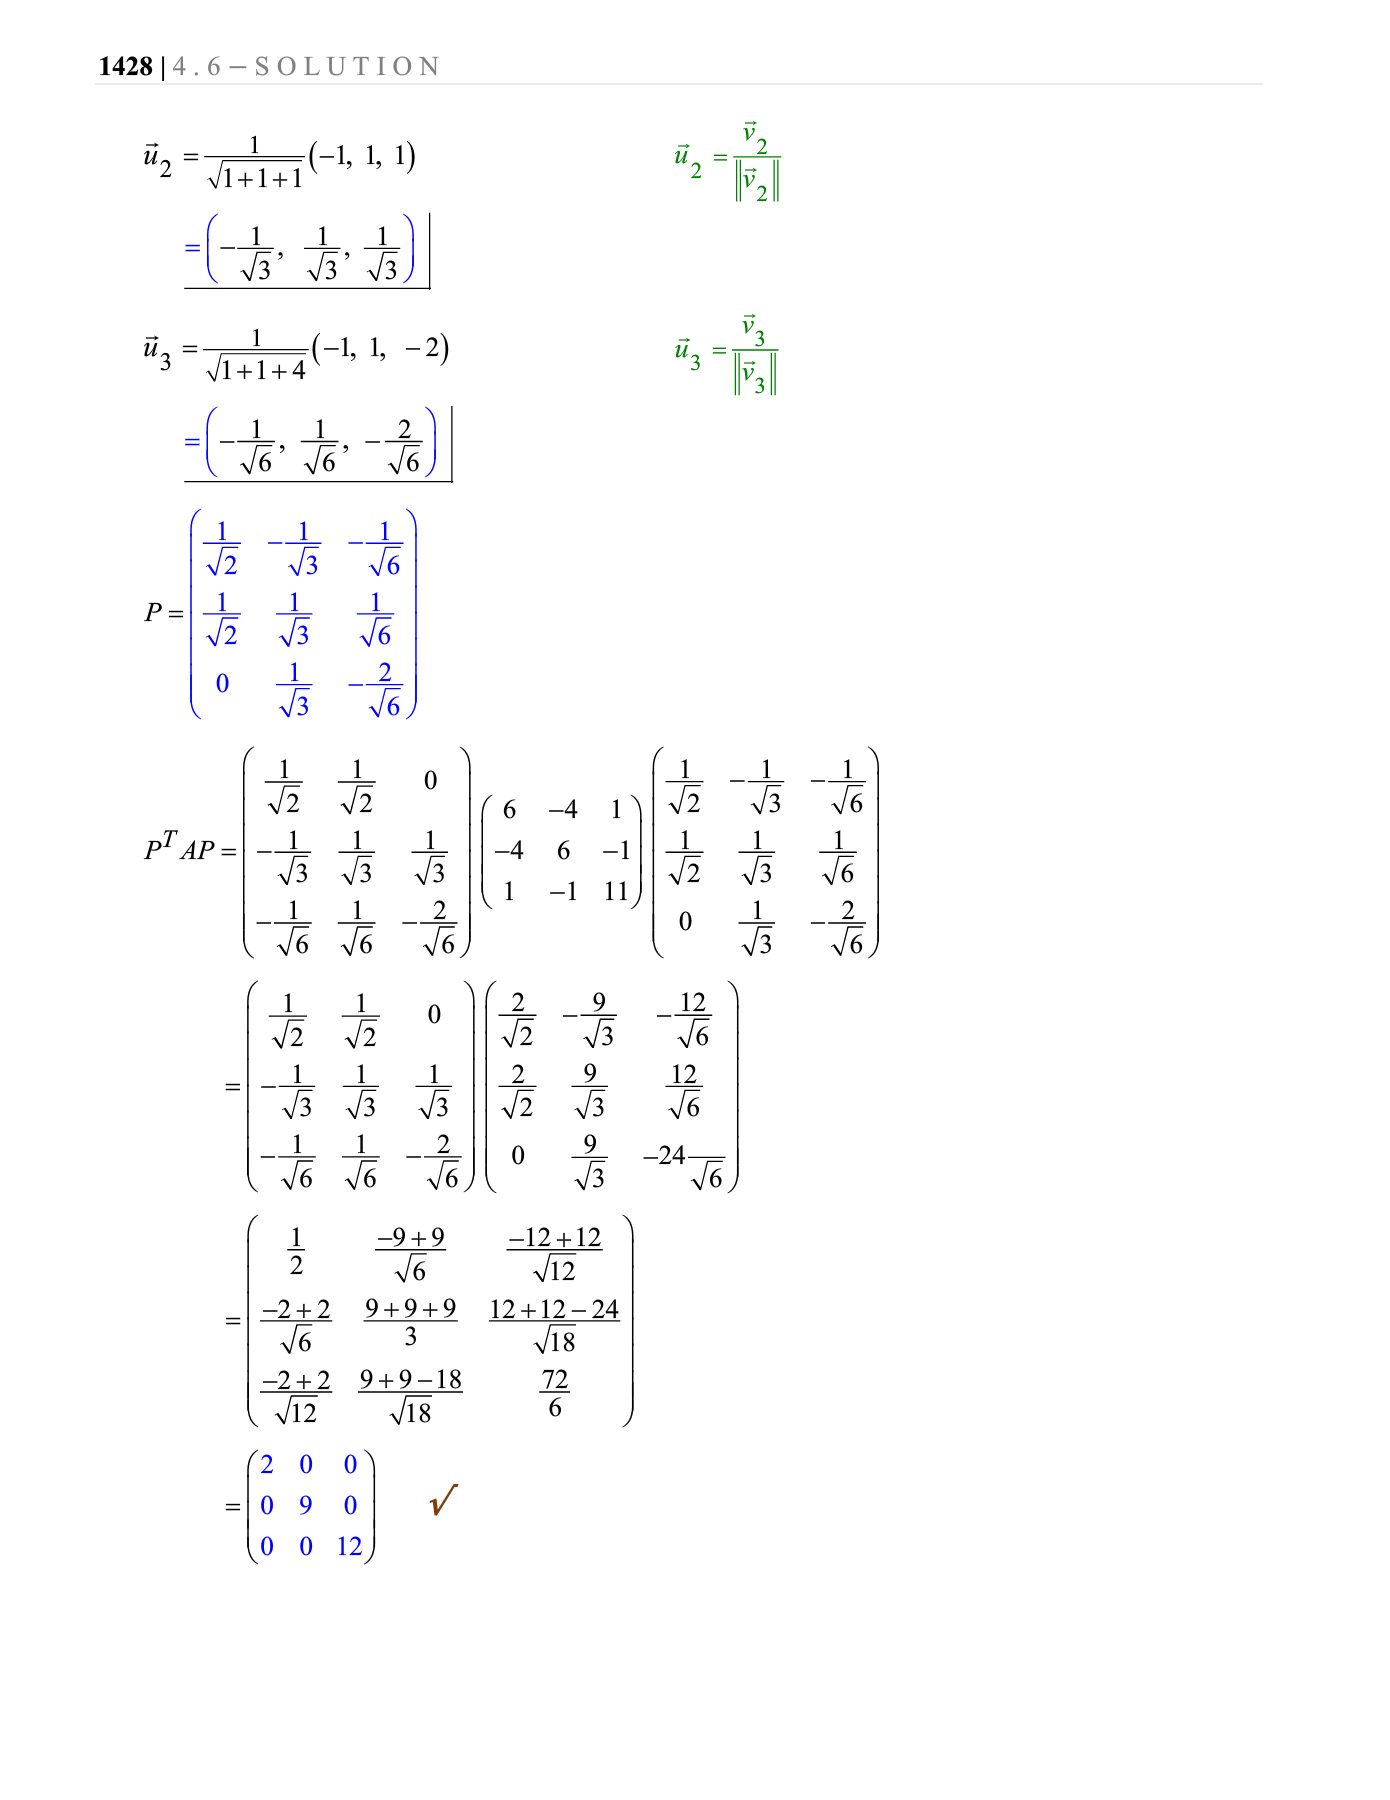 1428 | 4.6 – SOLUTION
$\vec{u}_2 = \frac{1}{\sqrt{1+1+1}}(-1, 1, 1)$ $\vec{u}_2 = \frac{\vec{v}_2}{\|\vec{v}_2\|}$
$= \left(-\frac{1}{\sqrt{3}}, \frac{1}{\sqrt{3}}, \frac{1}{\sqrt{3}}\right)$
$\vec{u}_3 = \frac{1}{\sqrt{1+1+4}}(-1, 1, -2)$ $\vec{u}_3 = \frac{\vec{v}_3}{\|\vec{v}_3\|}$
$= \left(-\frac{1}{\sqrt{6}}, \frac{1}{\sqrt{6}}, -\frac{2}{\sqrt{6}}\right)$
$P = \begin{pmatrix} \frac{1}{\sqrt{2}} & -\frac{1}{\sqrt{3}} & -\frac{1}{\sqrt{6}} \\ \frac{1}{\sqrt{2}} & \frac{1}{\sqrt{3}} & \frac{1}{\sqrt{6}} \\ 0 & \frac{1}{\sqrt{3}} & -\frac{2}{\sqrt{6}} \end{pmatrix}$
$P^T AP = \begin{pmatrix} \frac{1}{\sqrt{2}} & \frac{1}{\sqrt{2}} & 0 \\ -\frac{1}{\sqrt{3}} & \frac{1}{\sqrt{3}} & \frac{1}{\sqrt{3}} \\ -\frac{1}{\sqrt{6}} & \frac{1}{\sqrt{6}} & -\frac{2}{\sqrt{6}} \end{pmatrix} \begin{pmatrix} 6 & -4 & 1 \\ -4 & 6 & -1 \\ 1 & -1 & 11 \end{pmatrix} \begin{pmatrix} \frac{1}{\sqrt{2}} & -\frac{1}{\sqrt{3}} & -\frac{1}{\sqrt{6}} \\ \frac{1}{\sqrt{2}} & \frac{1}{\sqrt{3}} & \frac{1}{\sqrt{6}} \\ 0 & \frac{1}{\sqrt{3}} & -\frac{2}{\sqrt{6}} \end{pmatrix}$
$= \begin{pmatrix} \frac{1}{\sqrt{2}} & \frac{1}{\sqrt{2}} & 0 \\ -\frac{1}{\sqrt{3}} & \frac{1}{\sqrt{3}} & \frac{1}{\sqrt{3}} \\ -\frac{1}{\sqrt{6}} & \frac{1}{\sqrt{6}} & -\frac{2}{\sqrt{6}} \end{pmatrix} \begin{pmatrix} \frac{2}{\sqrt{2}} & -\frac{9}{\sqrt{3}} & -\frac{12}{\sqrt{6}} \\ \frac{2}{\sqrt{2}} & \frac{9}{\sqrt{3}} & \frac{12}{\sqrt{6}} \\ 0 & \frac{9}{\sqrt{3}} & -24\frac{}{\sqrt{6}} \end{pmatrix}$
$= \begin{pmatrix} \frac{1}{2} & \frac{-9+9}{\sqrt{6}} & \frac{-12+12}{\sqrt{12}} \\ \frac{-2+2}{\sqrt{6}} & \frac{9+9+9}{3} & \frac{12+12-24}{\sqrt{18}} \\ \frac{-2+2}{\sqrt{12}} & \frac{9+9-18}{\sqrt{18}} & \frac{72}{6} \end{pmatrix}$
$= \begin{pmatrix} 2 & 0 & 0 \\ 0 & 9 & 0 \\ 0 & 0 & 12 \end{pmatrix}$ √